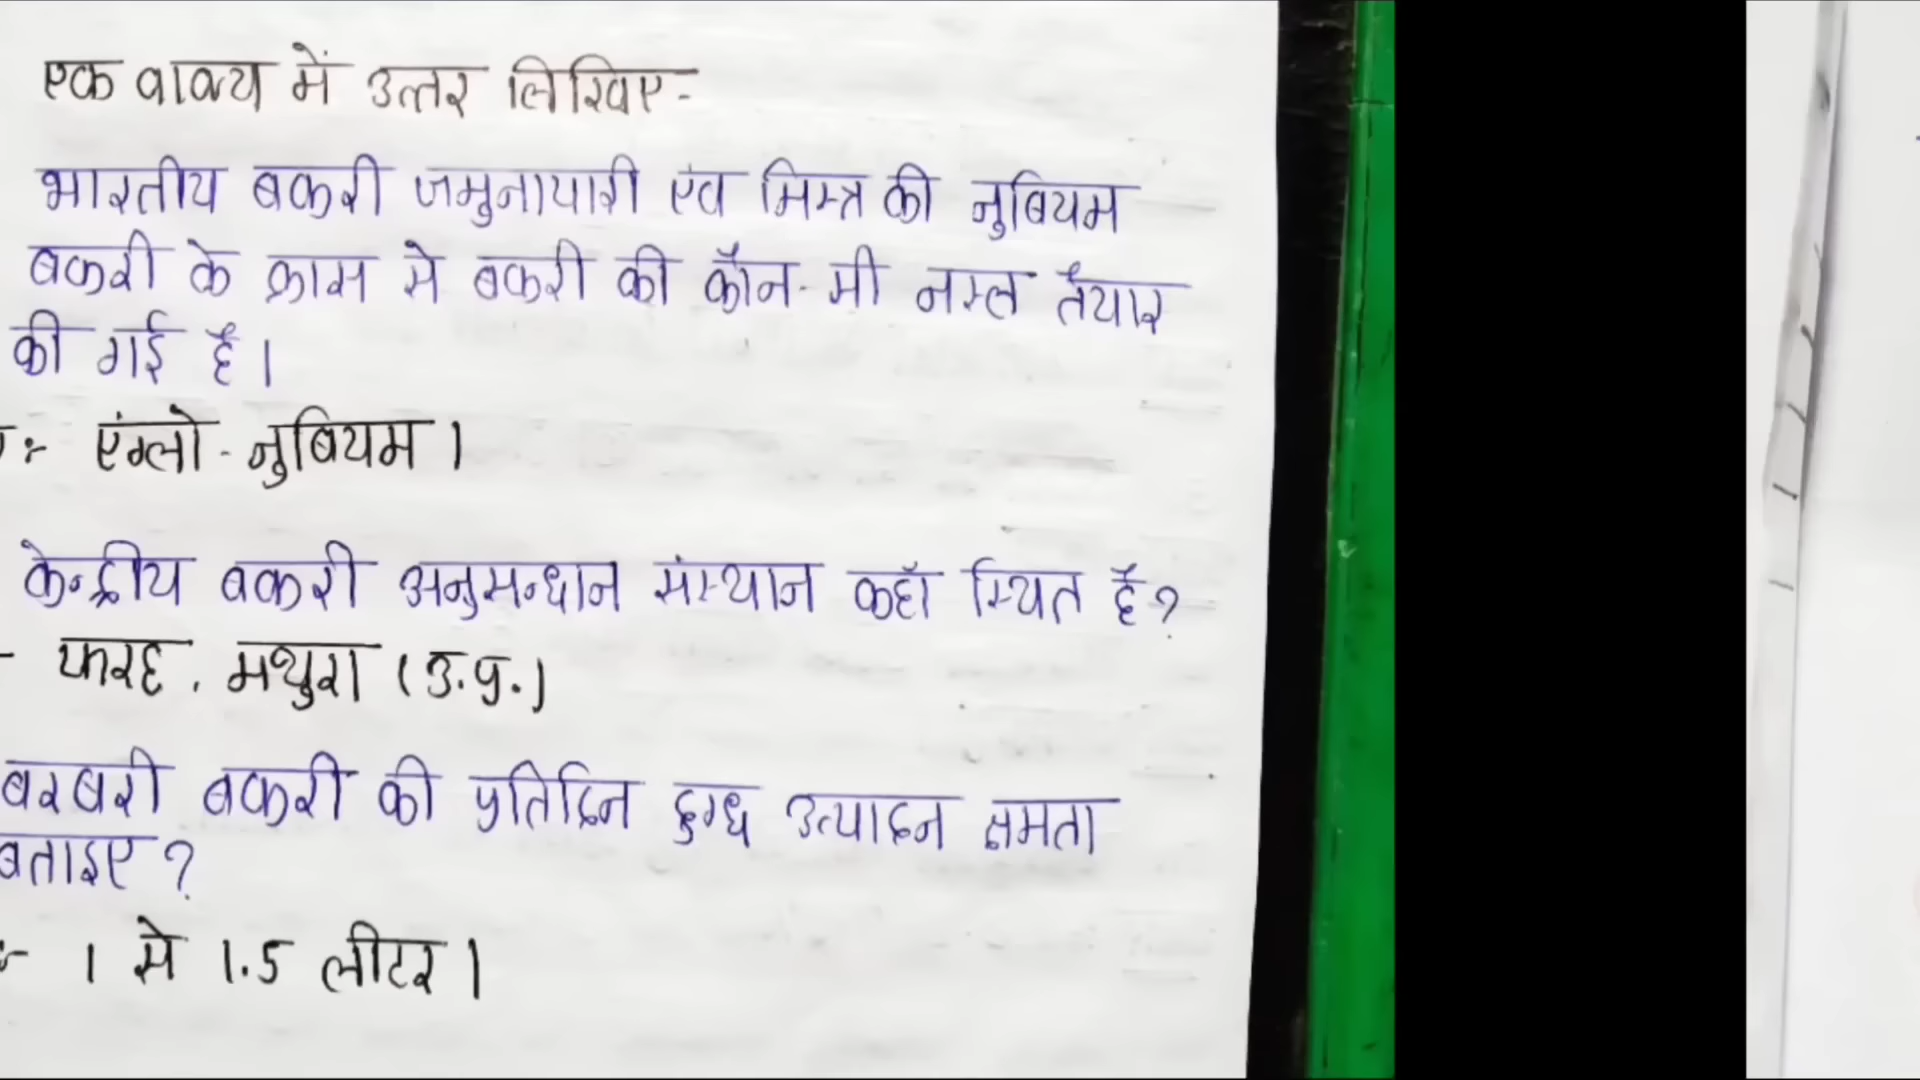 एक वाक्य में उत्तर लिखिए-
भारतीय बकरी जमुनापारी एंव मिस्त्र की नुबियम
बकरी के क्रास से बकरी की कौन-सी नस्ल तैयार
की गई है।
:- एंग्लो-नुबियम।
केन्द्रीय बकरी अनुसन्धान संस्थान कहाँ स्थित है?
- फरह, मथुरा (उ.प्र.)
बरबरी बकरी की प्रतिदिन दुग्ध उत्पादन क्षमता
बताइए?
:- 1 से 1.5 लीटर।